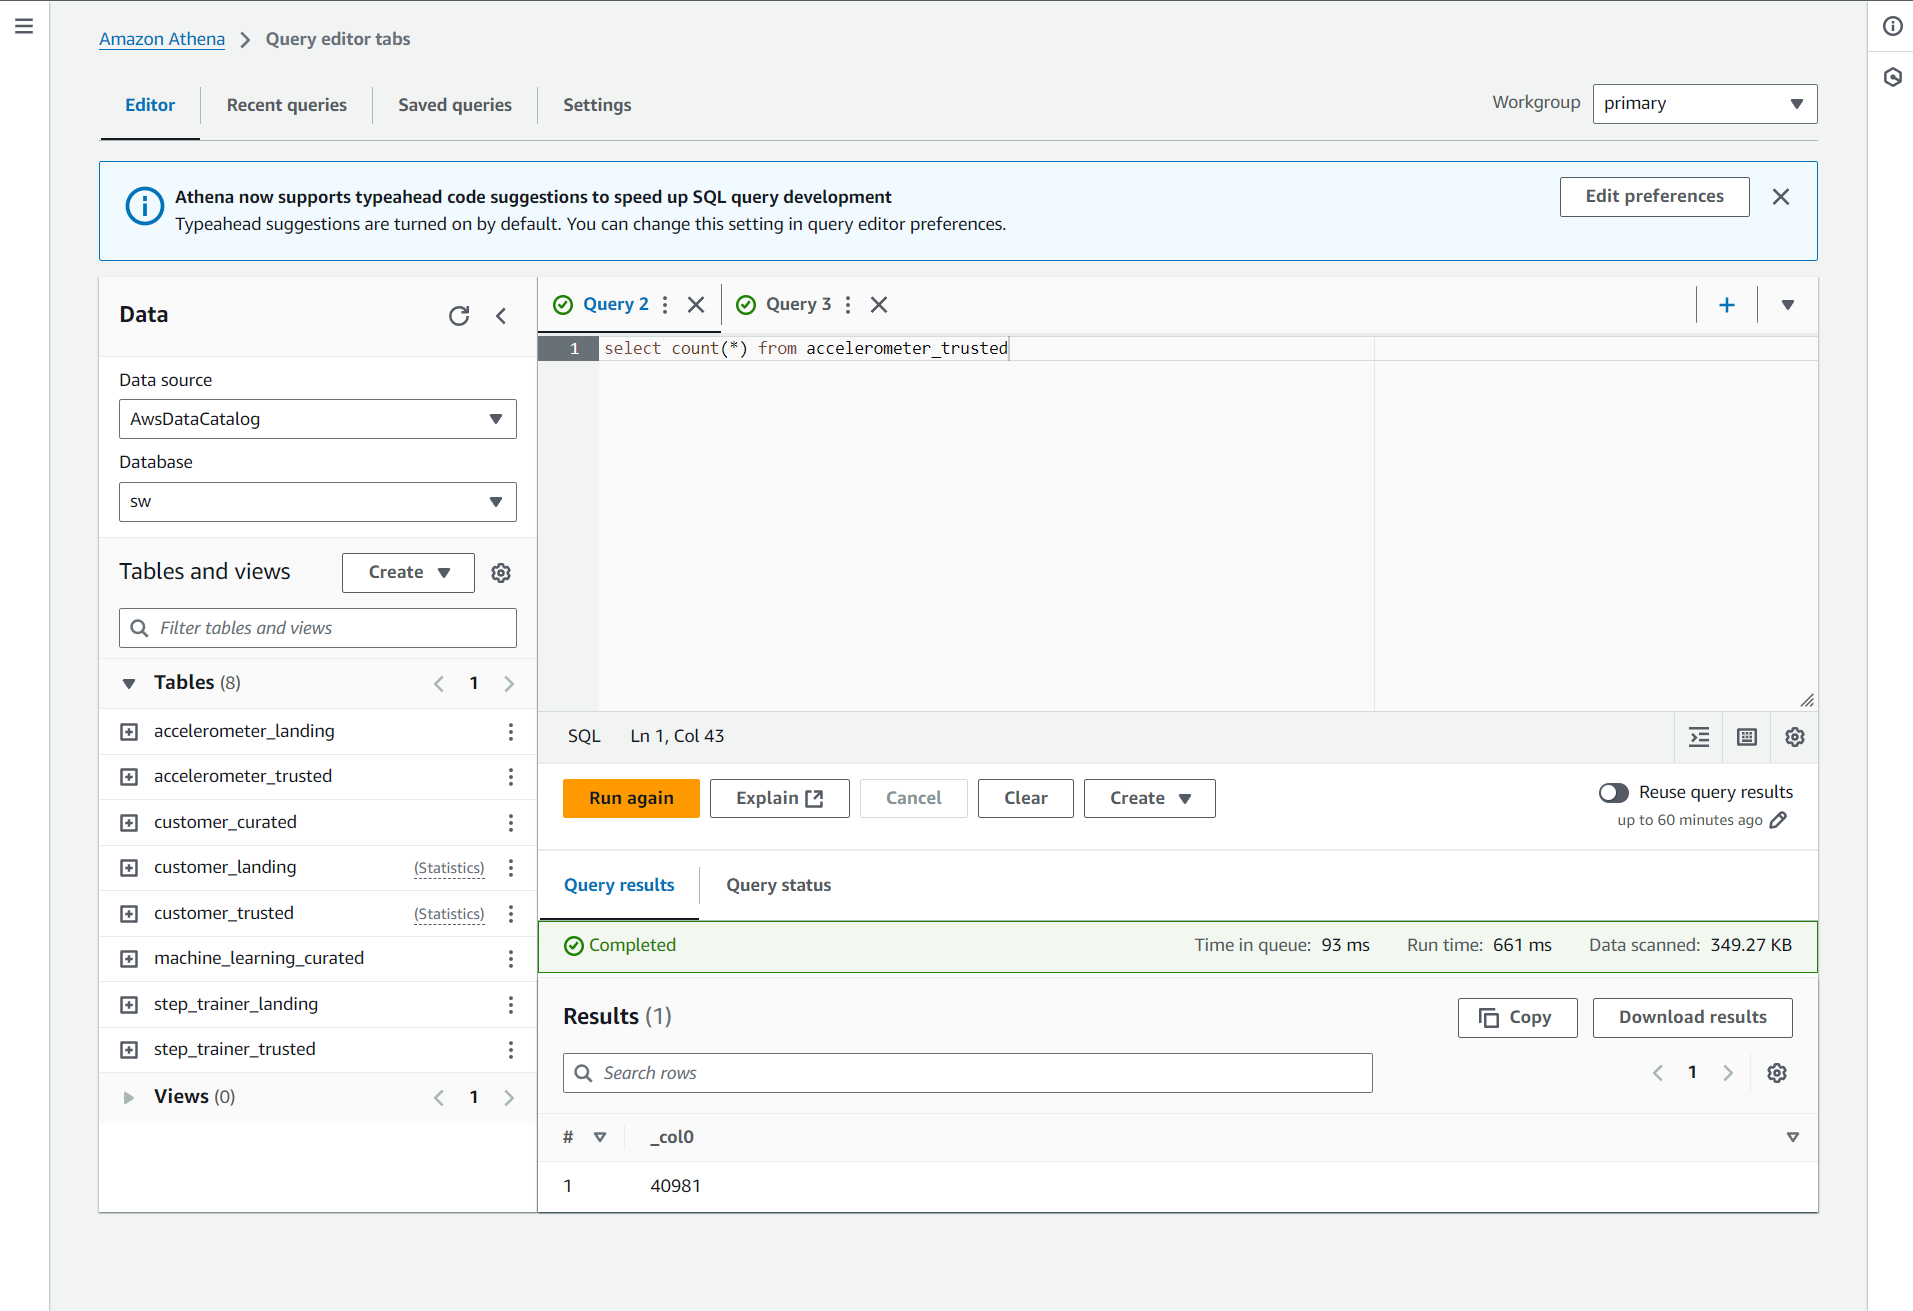 Amazon Athena > Query editor tabs
Editor
Recent queries
Saved queries
Settings
Workgroup
primary
Athena now supports typeahead code suggestions to speed up SQL query development
Typeahead suggestions are turned on by default. You can change this setting in query editor preferences.
Edit preferences
Data
Data source
AwsDataCatalog
Database
sw
Tables and views
Create
Filter tables and views
Tables (8)
1
accelerometer_landing
accelerometer_trusted
customer_curated
customer_landing (Statistics)
customer_trusted (Statistics)
machine_learning_curated
step_trainer_landing
step_trainer_trusted
Views (0)
1
Query 2
Query 3
1 select count(*) from accelerometer_trusted
SQL Ln 1, Col 43
Run again
Explain
Cancel
Clear
Create
Reuse query results
up to 60 minutes ago
Query results
Query status
Completed
Time in queue: 93 ms
Run time: 661 ms
Data scanned: 349.27 KB
Results (1)
Copy
Download results
Search rows
1
# _col0
1 40981